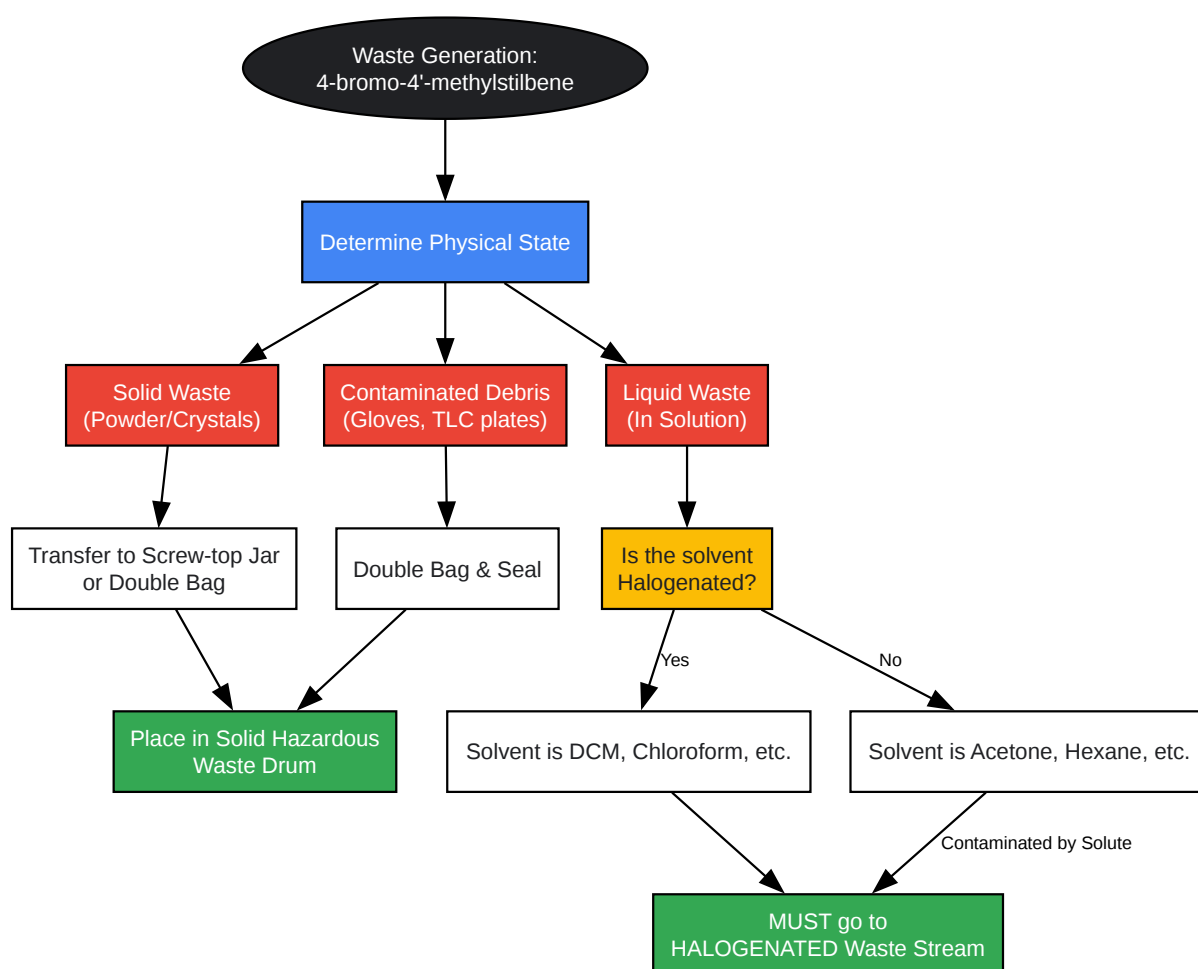 Waste Generation:
4-bromo-4'-methylstilbene
Determine Physical State
Solid Waste
(Powder/Crystals)
Contaminated Debris
(Gloves, TLC plates)
Liquid Waste
(In Solution)
Transfer to Screw-top Jar
or Double Bag
Double Bag & Seal
Is the solvent
Halogenated?
Yes
No
Place in Solid Hazardous
Waste Drum
Solvent is DCM, Chloroform, etc.
Solvent is Acetone, Hexane, etc.
Contaminated by Solute
MUST go to
HALOGENATED Waste Stream